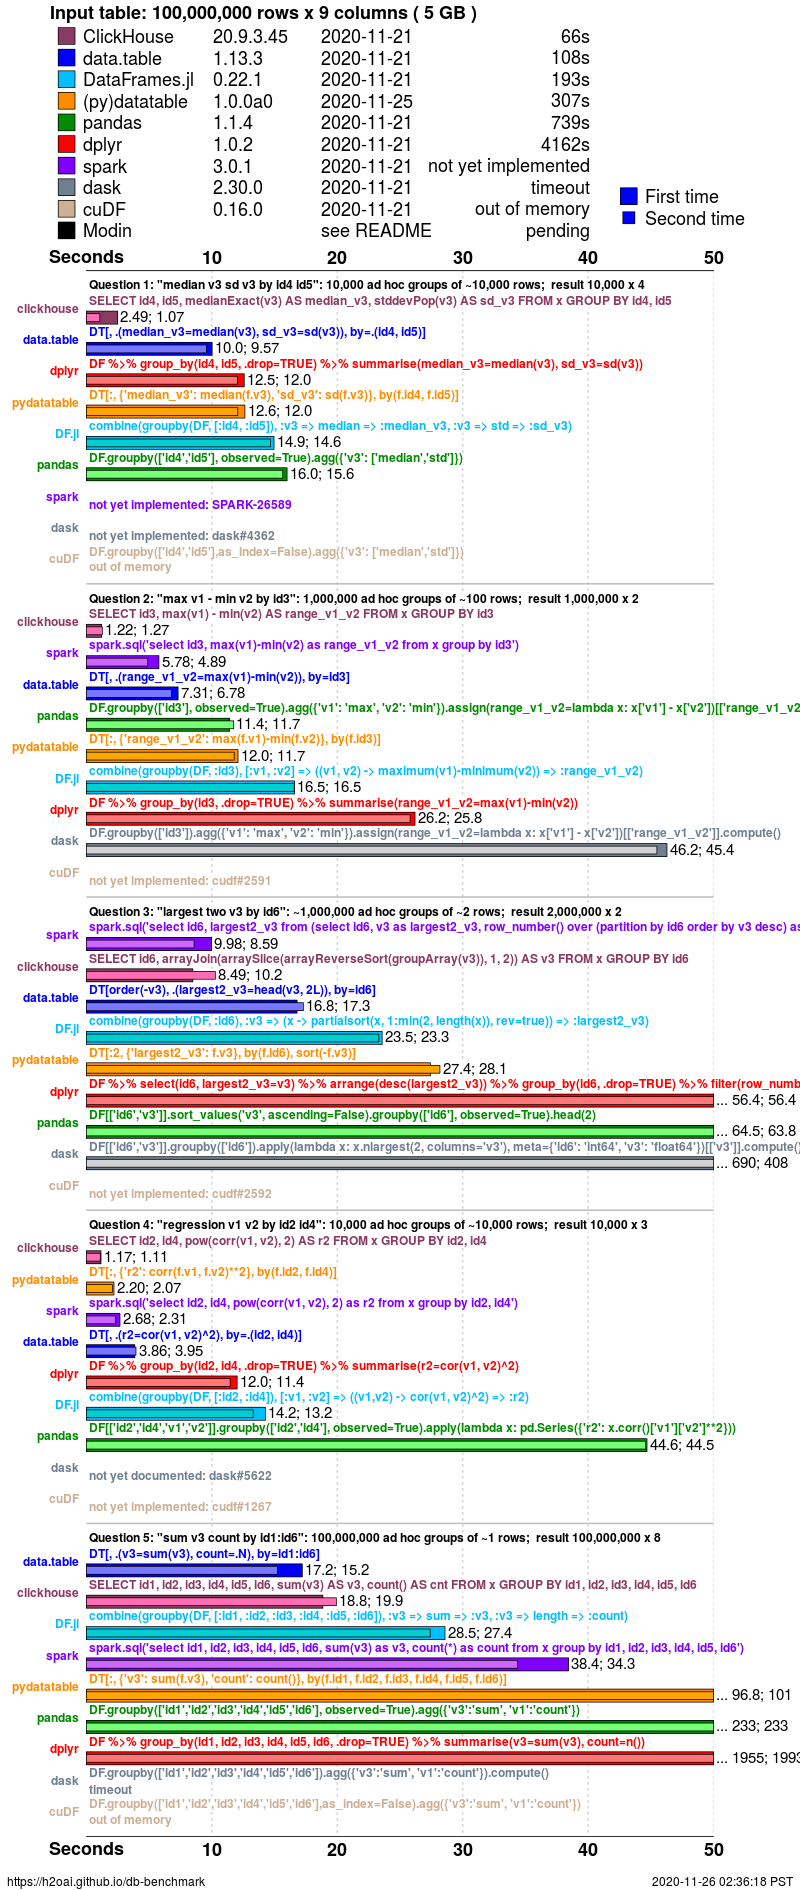 Input table: 100,000,000 rows x 9 columns ( 5 GB )
ClickHouse 20.9.3.45 2020-11-21 66s
data.table 1.13.3 2020-11-21 108s
DataFrames.jl 0.22.1 2020-11-21 193s
(py)datatable 1.0.0a0 2020-11-25 307s
pandas 1.1.4 2020-11-21 739s
dplyr 1.0.2 2020-11-21 4162s
spark 3.0.1 2020-11-21 not yet implemented
dask 2.30.0 2020-11-21 timeout
cuDF 0.16.0 2020-11-21 out of memory
Modin see README pending
First time
Second time
Seconds 10 20 30 40 50
Question 1: "median v3 sd v3 by id4 id5": 10,000 ad hoc groups of ~10,000 rows; result 10,000 x 4
SELECT id4, id5, medianExact(v3) AS median_v3, stddevPop(v3) AS sd_v3 FROM x GROUP BY id4, id5
clickhouse 2.49; 1.07
DT[, .(median_v3=median(v3), sd_v3=sd(v3)), by=.(id4, id5)]
data.table 10.0; 9.57
DF %>% group_by(id4, id5, .drop=TRUE) %>% summarise(median_v3=median(v3), sd_v3=sd(v3))
dplyr 12.5; 12.0
DT[:, {'median_v3': median(f.v3), 'sd_v3': sd(f.v3)}, by(f.id4, f.id5)]
pydatatable 12.6; 12.0
combine(groupby(DF, [:id4, :id5]), :v3 => median => :median_v3, :v3 => std => :sd_v3)
DF.jl 14.9; 14.6
DF.groupby(['id4','id5'], observed=True).agg({'v3': ['median','std']})
pandas 16.0; 15.6
spark not yet implemented: SPARK-26589
dask not yet implemented: dask#4362
DF.groupby(['id4','id5'],as_index=False).agg({'v3': ['median','std']})
cuDF out of memory
Question 2: "max v1 - min v2 by id3": 1,000,000 ad hoc groups of ~100 rows; result 1,000,000 x 2
SELECT id3, max(v1) - min(v2) AS range_v1_v2 FROM x GROUP BY id3
clickhouse 1.22; 1.27
spark.sql('select id3, max(v1)-min(v2) as range_v1_v2 from x group by id3')
spark 5.78; 4.89
DT[, .(range_v1_v2=max(v1)-min(v2)), by=id3]
data.table 7.31; 6.78
DF.groupby(['id3'], observed=True).agg({'v1': 'max', 'v2': 'min'}).assign(range_v1_v2=lambda x: x['v1'] - x['v2'])[['range_v1_v2
pandas 11.4; 11.7
DT[:, {'range_v1_v2': max(f.v1)-min(f.v2)}, by(f.id3)]
pydatatable 12.0; 11.7
combine(groupby(DF, :id3), [:v1, :v2] => ((v1, v2) -> maximum(v1)-minimum(v2)) => :range_v1_v2)
DF.jl 16.5; 16.5
DF %>% group_by(id3, .drop=TRUE) %>% summarise(range_v1_v2=max(v1)-min(v2))
dplyr 26.2; 25.8
DF.groupby(['id3']).agg({'v1': 'max', 'v2': 'min'}).assign(range_v1_v2=lambda x: x['v1'] - x['v2'])[['range_v1_v2']].compute()
dask 46.2; 45.4
cuDF not yet implemented: cudf#2591
Question 3: "largest two v3 by id6": ~1,000,000 ad hoc groups of ~2 rows; result 2,000,000 x 2
spark.sql('select id6, largest2_v3 from (select id6, v3 as largest2_v3, row_number() over (partition by id6 order by v3 desc) as
spark 9.98; 8.59
SELECT id6, arrayJoin(arraySlice(arrayReverseSort(groupArray(v3)), 1, 2)) AS v3 FROM x GROUP BY id6
clickhouse 8.49; 10.2
DT[order(-v3), .(largest2_v3=head(v3, 2L)), by=id6]
data.table 16.8; 17.3
combine(groupby(DF, :id6), :v3 => (x -> partialsort(x, 1:min(2, length(x)), rev=true)) => :largest2_v3)
DF.jl 23.5; 23.3
DT[:2, {'largest2_v3': f.v3}, by(f.id6), sort(-f.v3)]
pydatatable 27.4; 28.1
DF %>% select(id6, largest2_v3=v3) %>% arrange(desc(largest2_v3)) %>% group_by(id6, .drop=TRUE) %>% filter(row_numb
dplyr ... 56.4; 56.4
DF[['id6','v3']].sort_values('v3', ascending=False).groupby(['id6'], observed=True).head(2)
pandas ... 64.5; 63.8
DF[['id6','v3']].groupby(['id6']).apply(lambda x: x.nlargest(2, columns='v3'), meta={'id6': 'int64', 'v3': 'float64'})[['v3']].compute()
dask ... 690; 408
cuDF not yet implemented: cudf#2592
Question 4: "regression v1 v2 by id2 id4": 10,000 ad hoc groups of ~10,000 rows; result 10,000 x 3
SELECT id2, id4, pow(corr(v1, v2), 2) AS r2 FROM x GROUP BY id2, id4
clickhouse 1.17; 1.11
DT[:, {'r2': corr(f.v1, f.v2)**2}, by(f.id2, f.id4)]
pydatatable 2.20; 2.07
spark.sql('select id2, id4, pow(corr(v1, v2), 2) as r2 from x group by id2, id4')
spark 2.68; 2.31
DT[, .(r2=cor(v1, v2)^2), by=.(id2, id4)]
data.table 3.86; 3.95
DF %>% group_by(id2, id4, .drop=TRUE) %>% summarise(r2=cor(v1, v2)^2)
dplyr 12.0; 11.4
combine(groupby(DF, [:id2, :id4]), [:v1, :v2] => ((v1,v2) -> cor(v1, v2)^2) => :r2)
DF.jl 14.2; 13.2
DF[['id2','id4','v1','v2']].groupby(['id2','id4'], observed=True).apply(lambda x: pd.Series({'r2': x.corr()['v1']['v2']**2}))
pandas 44.6; 44.5
dask not yet documented: dask#5622
cuDF not yet implemented: cudf#1267
Question 5: "sum v3 count by id1:id6": 100,000,000 ad hoc groups of ~1 rows; result 100,000,000 x 8
DT[, .(v3=sum(v3), count=.N), by=id1:id6]
data.table 17.2; 15.2
SELECT id1, id2, id3, id4, id5, id6, sum(v3) AS v3, count() AS cnt FROM x GROUP BY id1, id2, id3, id4, id5, id6
clickhouse 18.8; 19.9
combine(groupby(DF, [:id1, :id2, :id3, :id4, :id5, :id6]), :v3 => sum => :v3, :v3 => length => :count)
DF.jl 28.5; 27.4
spark.sql('select id1, id2, id3, id4, id5, id6, sum(v3) as v3, count(*) as count from x group by id1, id2, id3, id4, id5, id6')
spark 38.4; 34.3
DT[:, {'v3': sum(f.v3), 'count': count()}, by(f.id1, f.id2, f.id3, f.id4, f.id5, f.id6)]
pydatatable ... 96.8; 101
DF.groupby(['id1','id2','id3','id4','id5','id6'], observed=True).agg({'v3':'sum', 'v1':'count'})
pandas ... 233; 233
DF %>% group_by(id1, id2, id3, id4, id5, id6, .drop=TRUE) %>% summarise(v3=sum(v3), count=n())
dplyr ... 1955; 1993
DF.groupby(['id1','id2','id3','id4','id5','id6']).agg({'v3':'sum', 'v1':'count'}).compute()
dask timeout
DF.groupby(['id1','id2','id3','id4','id5','id6'],as_index=False).agg({'v3':'sum', 'v1':'count'})
cuDF out of memory
Seconds 10 20 30 40 50
https://h2oai.github.io/db-benchmark 2020-11-26 02:36:18 PST